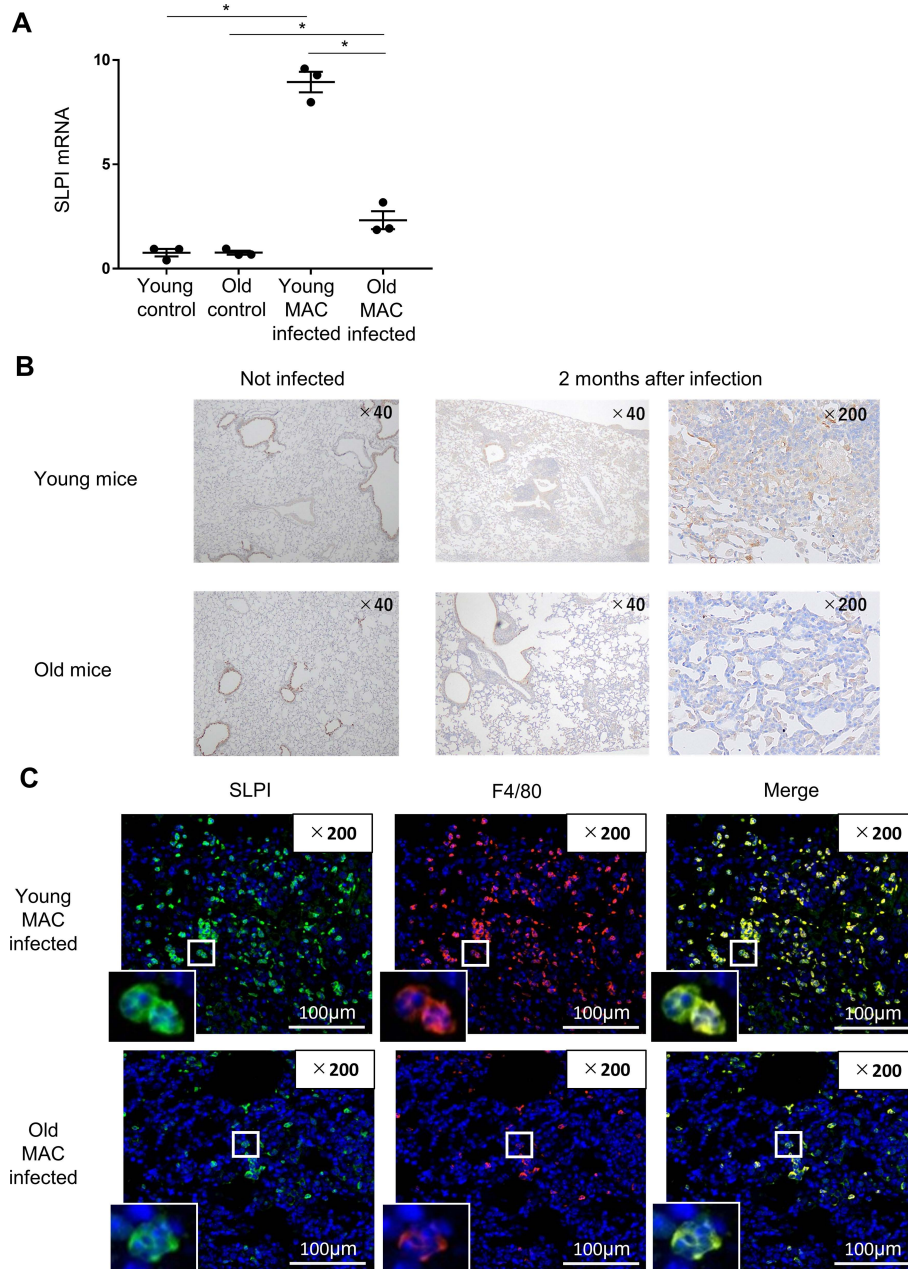 A
*
*
*
10
5
0
SLPI mRNA
Young
control
Old
control
Young
MAC
infected
Old
MAC
infected
B
Not infected
2 months after infection
Young mice
×40
×40
×200
Old mice
×40
×40
×200
C
SLPI
F4/80
Merge
Young
MAC
infected
×200
×200
×200
100μm
100μm
100μm
Old
MAC
infected
×200
×200
×200
100μm
100μm
100μm